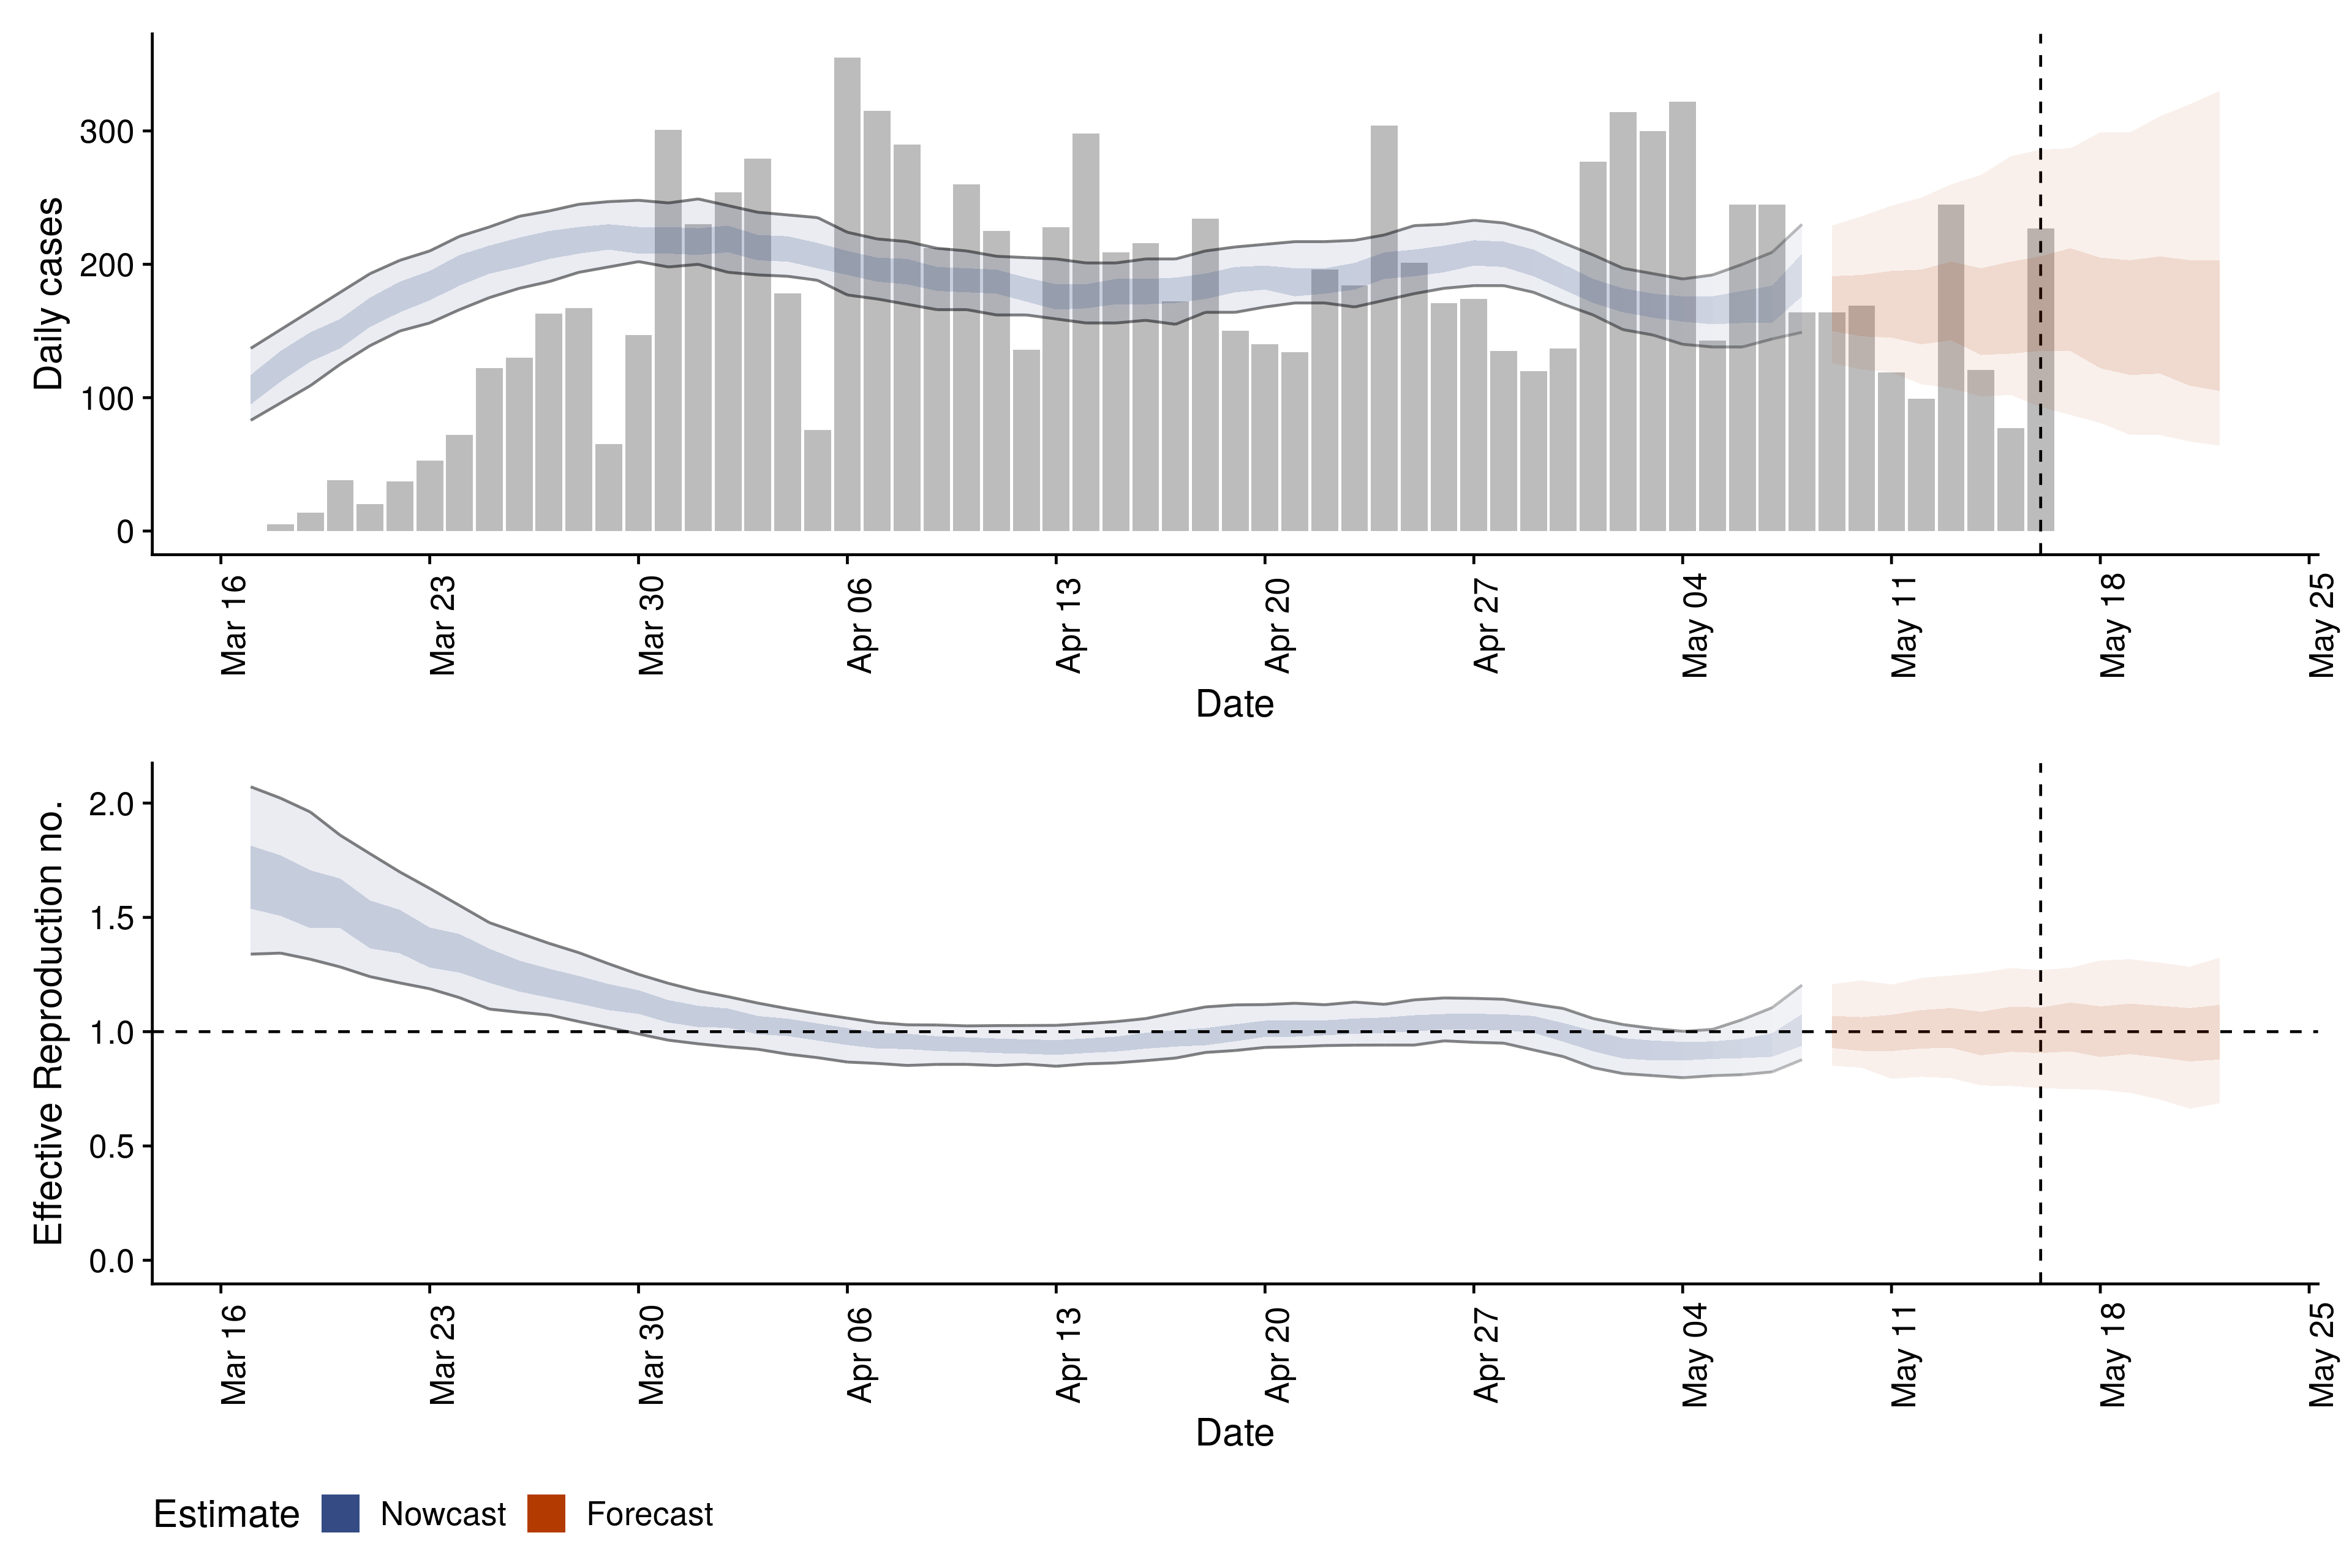 Daily cases
300
200
100
0
Mar 16
Mar 23
Mar 30
Apr 06
Apr 13
Apr 20
Apr 27
May 04
May 11
May 18
May 25
Date
Effective Reproduction no.
2.0
1.5
1.0
0.5
0.0
Mar 16
Mar 23
Mar 30
Apr 06
Apr 13
Apr 20
Apr 27
May 04
May 11
May 18
May 25
Date
Estimate Nowcast Forecast